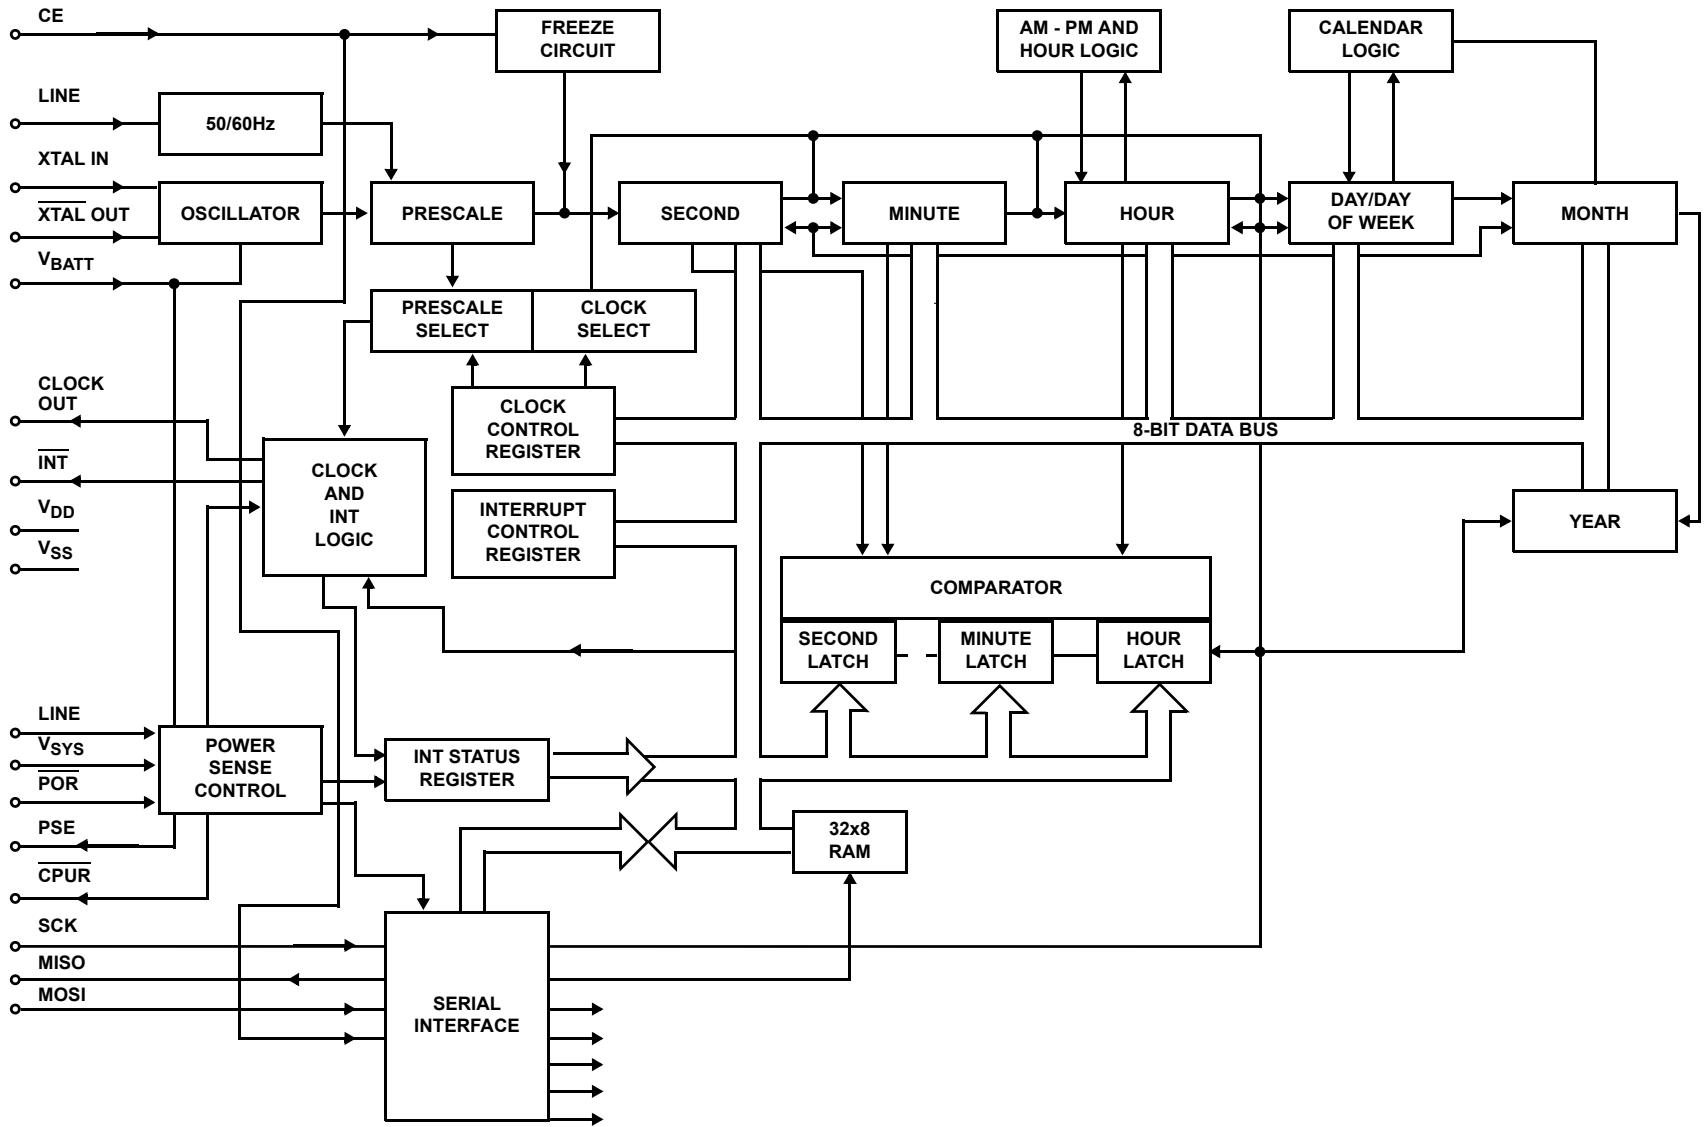 CE
FREEZE
CIRCUIT
AM - PM AND
HOUR LOGIC
CALENDAR
LOGIC
LINE
50/60Hz
XTAL IN
OSCILLATOR
XTAL OUT
PRESCALE
SECOND
MINUTE
HOUR
DAY/DAY
OF WEEK
MONTH
VBATT
PRESCALE
SELECT
CLOCK
SELECT
CLOCK
OUT
CLOCK
CONTROL
REGISTER
8-BIT DATA BUS
INT
CLOCK
AND
INT
LOGIC
VDD
VSS
INTERRUPT
CONTROL
REGISTER
YEAR
COMPARATOR
SECOND
LATCH
MINUTE
LATCH
HOUR
LATCH
LINE
VSYS
POR
POWER
SENSE
CONTROL
INT STATUS
REGISTER
PSE
32x8
RAM
CPUR
SCK
MISO
MOSI
SERIAL
INTERFACE